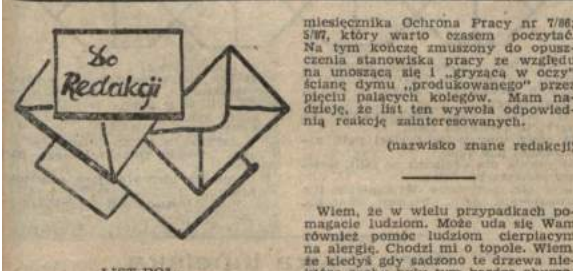 Do
Redakcji
miesięcznika Ochrona Pracy nr 7/86;
5/87, który warto czasem poczytać.
Na tym kończę zmuszony do opusz-
czenia stanowiska pracy ze względu
na unoszącą się i „gryzącą w oczy”
ścianę dymu „produkowanego” przez
pięciu palących kolegów. Mam na-
dzieję, że list ten wywoła odpowied-
nią reakcję zainteresowanych.
(nazwisko znane redakcji)
Wiem, że w wielu przypadkach po-
magacie ludziom. Może uda się Wam
również pomóc ludziom cierpiącym
na alergię. Chodzi mi o topole. Wiem,
że kiedyś gdy sadzono te drzewa nie-